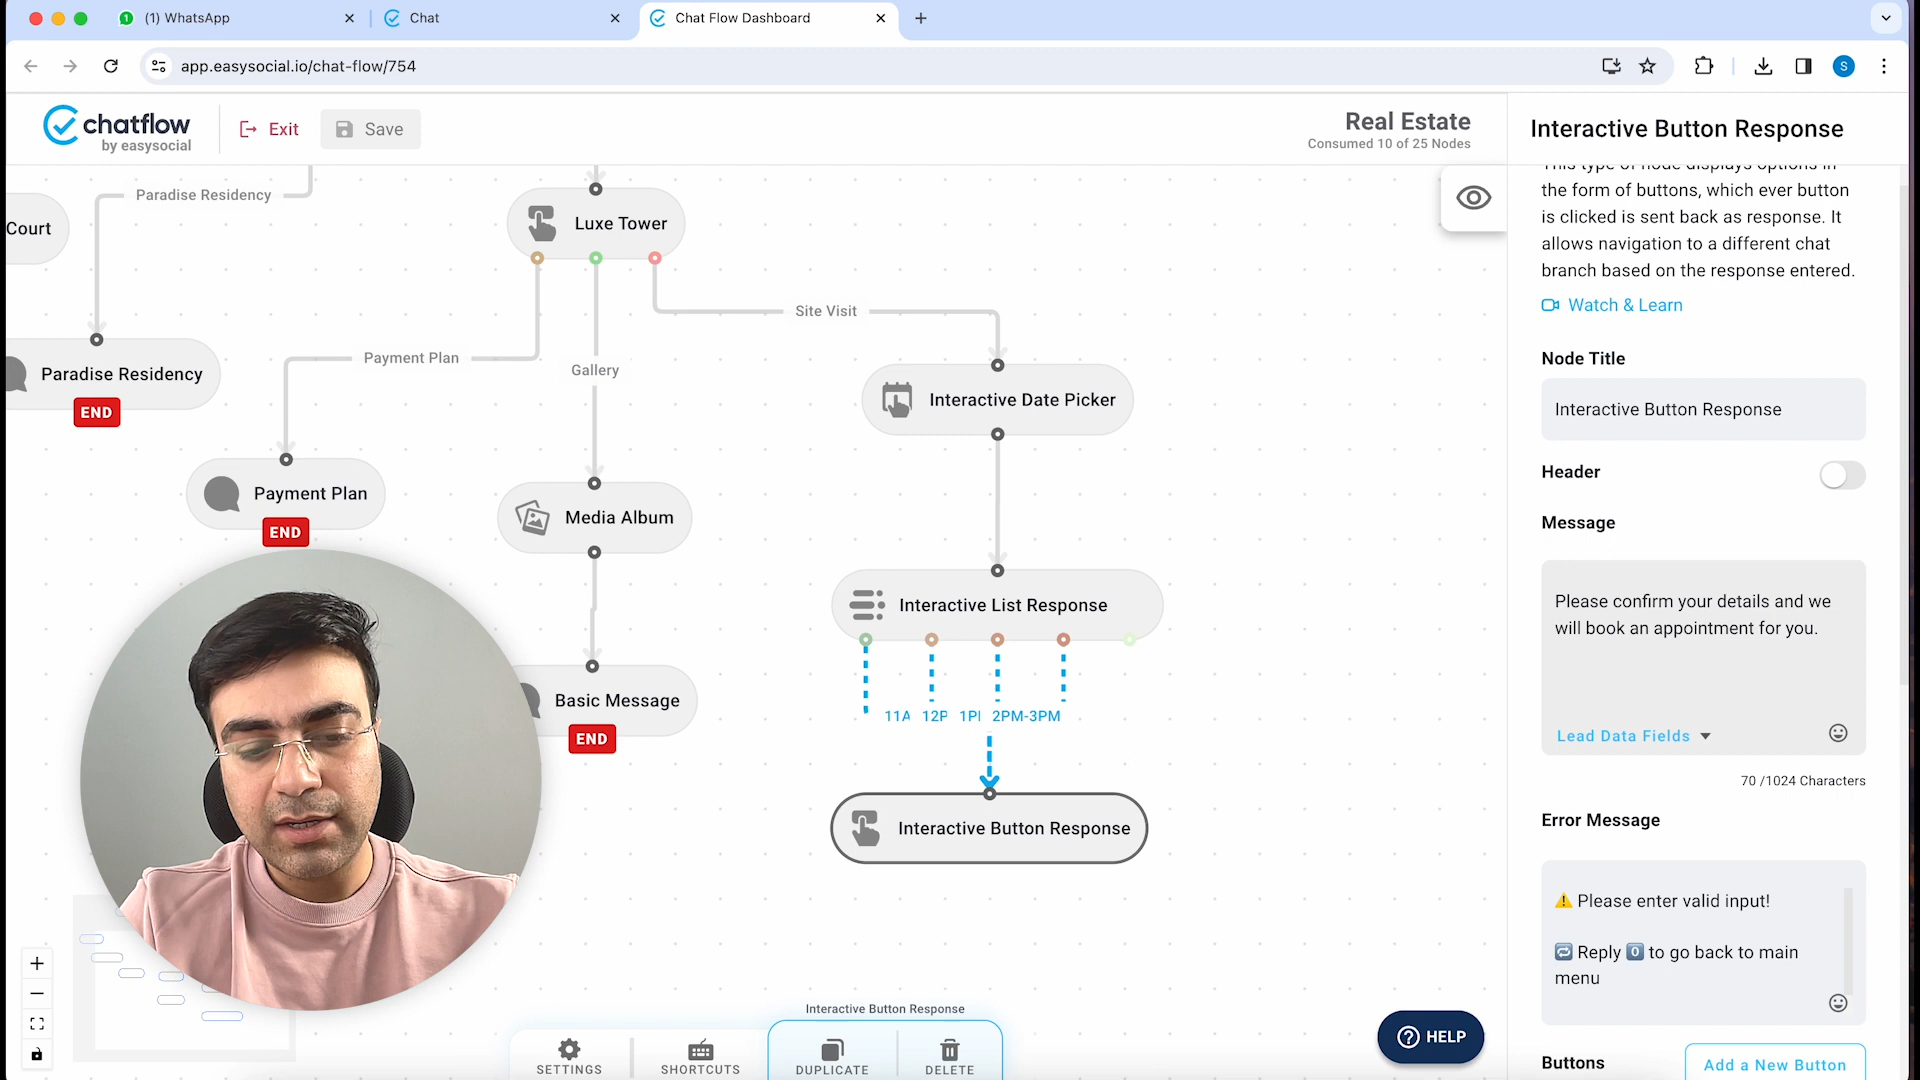 (1) WhatsApp
Chat
Chat Flow Dashboard
app.easysocial.io/chat-flow/754
S
chatflow
by easysocial
Exit
Save
Real Estate
Consumed 10 of 25 Nodes
Interactive Button Response
This type of node displays options in
the form of buttons, which ever button
is clicked is sent back as response. It
allows navigation to a different chat
branch based on the response entered.
Watch & Learn
Node Title
Interactive Button Response
Header
Message
Please confirm your details and we
will book an appointment for you.
Lead Data Fields
70 /1024 Characters
Error Message
⚠️ Please enter valid input!
🔁 Reply 0️⃣ to go back to main
menu
Buttons
Add a New Button
Paradise Residency
Court
Luxe Tower
Site Visit
Payment Plan
Gallery
Paradise Residency
END
Interactive Date Picker
Payment Plan
END
Media Album
Interactive List Response
Basic Message
END
11A 12P 1PI 2PM-3PM
Interactive Button Response
Interactive Button Response
SETTINGS
SHORTCUTS
DUPLICATE
DELETE
HELP